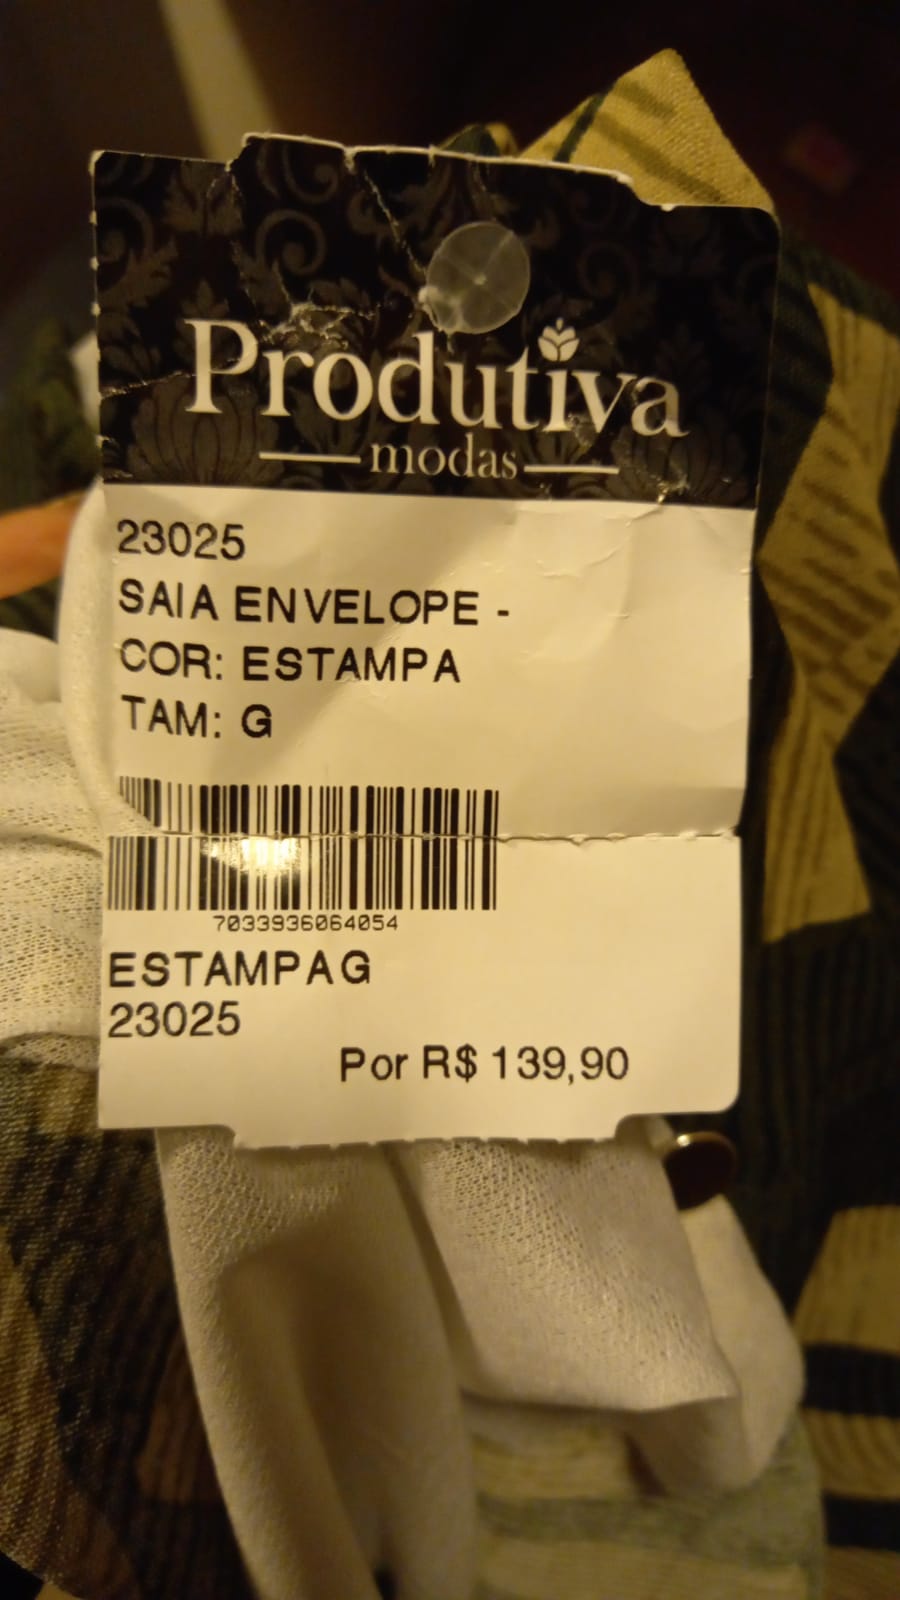 Produtiva
modas
23025
SAIA ENVELOPE -
COR: ESTAMPA
TAM: G
7033936064054
ESTAMPAG
23025
Por R$ 139,90